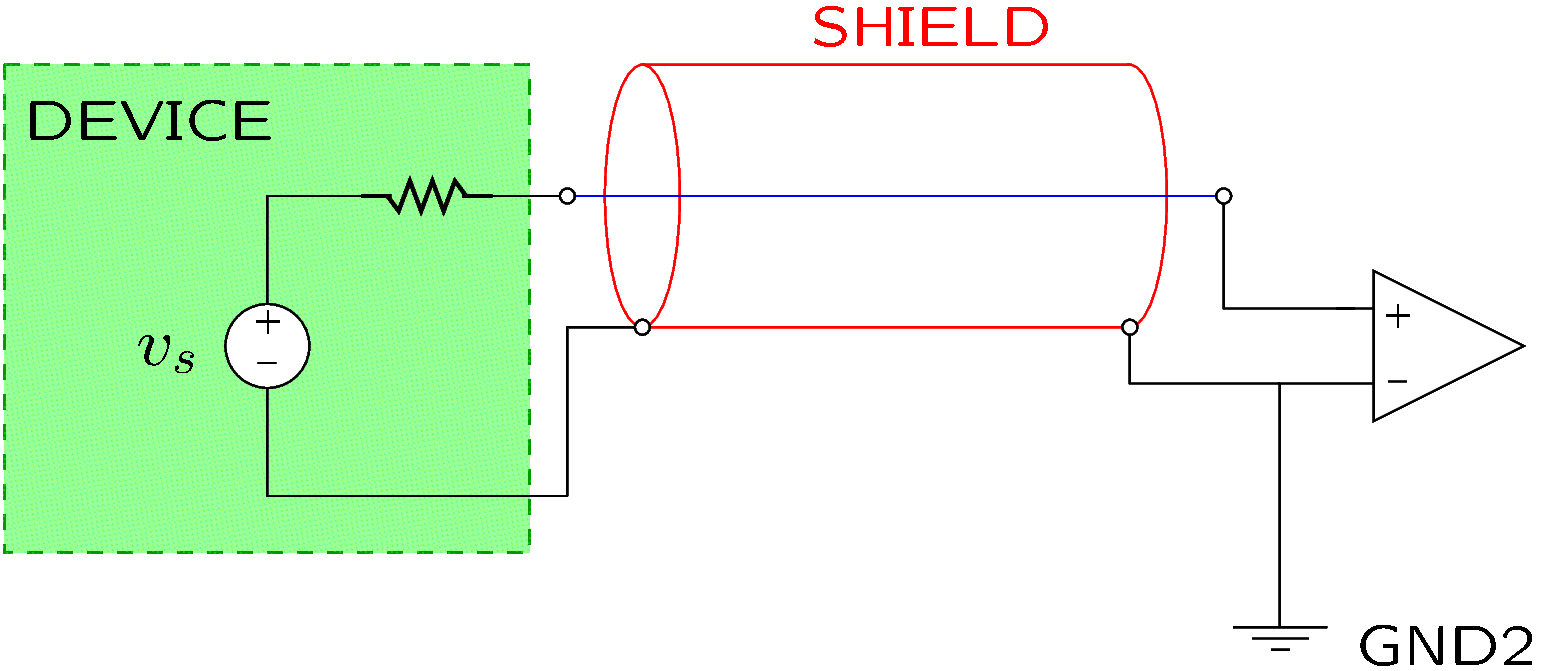 SHIELD
DEVICE
+
−
v_s
+
−
GND2